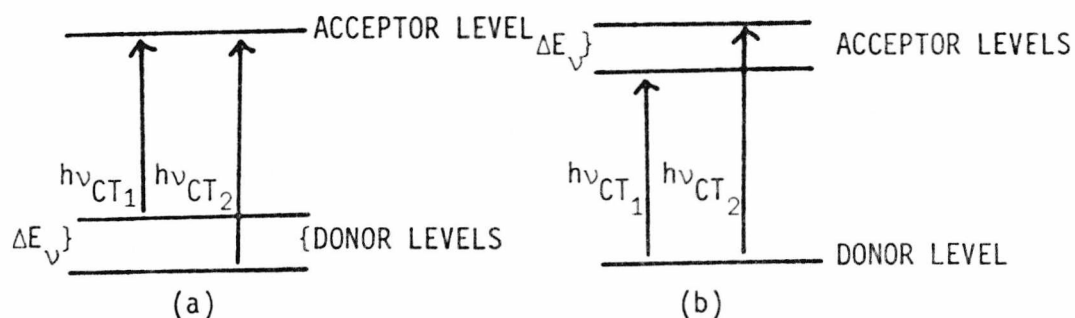 ACCEPTOR LEVEL
ΔE_ν}
ACCEPTOR LEVELS
hν_CT₁
hν_CT₂
hν_CT₁
hν_CT₂
ΔE_ν}
{DONOR LEVELS
DONOR LEVEL
(a)
(b)